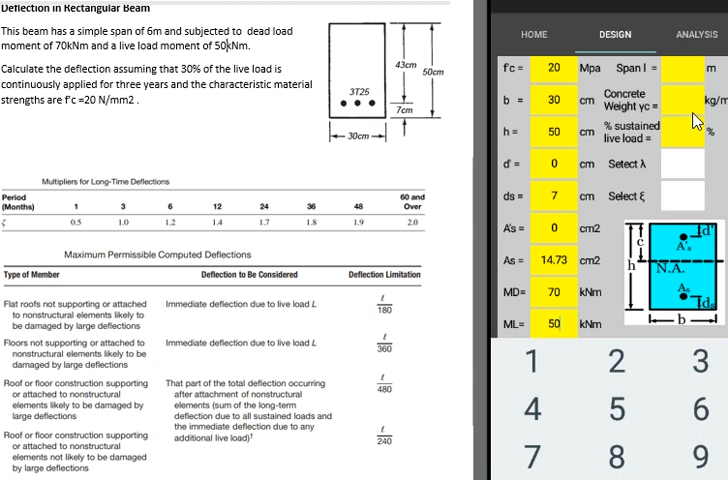 Deflection in Rectangular Beam
This beam has a simple span of 6m and subjected to dead load
moment of 70kNm and a live load moment of 50kNm.
Calculate the deflection assuming that 30% of the live load is
continuously applied for three years and the characteristic material
strengths are f'c =20 N/mm2 .
43cm
50cm
3T25
7cm
30cm
Multipliers for Long-Time Deflections
Period
(Months) 1 3 6 12 24 36 48 60 and Over
ζ 0.5 1.0 1.2 1.4 1.7 1.8 1.9 2.0
Maximum Permissible Computed Deflections
Type of Member Deflection to Be Considered Deflection Limitation
Flat roofs not supporting or attached
to nonstructural elements likely to
be damaged by large deflections
Immediate deflection due to live load L
ℓ
180
Floors not supporting or attached to
nonstructural elements likely to be
damaged by large deflections
Immediate deflection due to live load L
ℓ
360
Roof or floor construction supporting
or attached to nonstructural
elements likely to be damaged by
large deflections
That part of the total deflection occurring
after attachment of nonstructural
elements (sum of the long-term
deflection due to all sustained loads and
the immediate deflection due to any
additional live load)†
ℓ
480
Roof or floor construction supporting
or attached to nonstructural
elements not likely to be damaged
by large deflections
ℓ
240
HOME DESIGN ANALYSIS
f'c = 20 Mpa Span l = m
b = 30 cm Concrete Weight γc = kg/m
h = 50 cm % sustained live load = %
d' = 0 cm Setect λ
ds = 7 cm Select ξ
A's = 0 cm2
As = 14.73 cm2
MD= 70 kNm
ML= 50 kNm
c
d'
A's
h
N.A.
As
ds
b
1 2 3
4 5 6
7 8 9